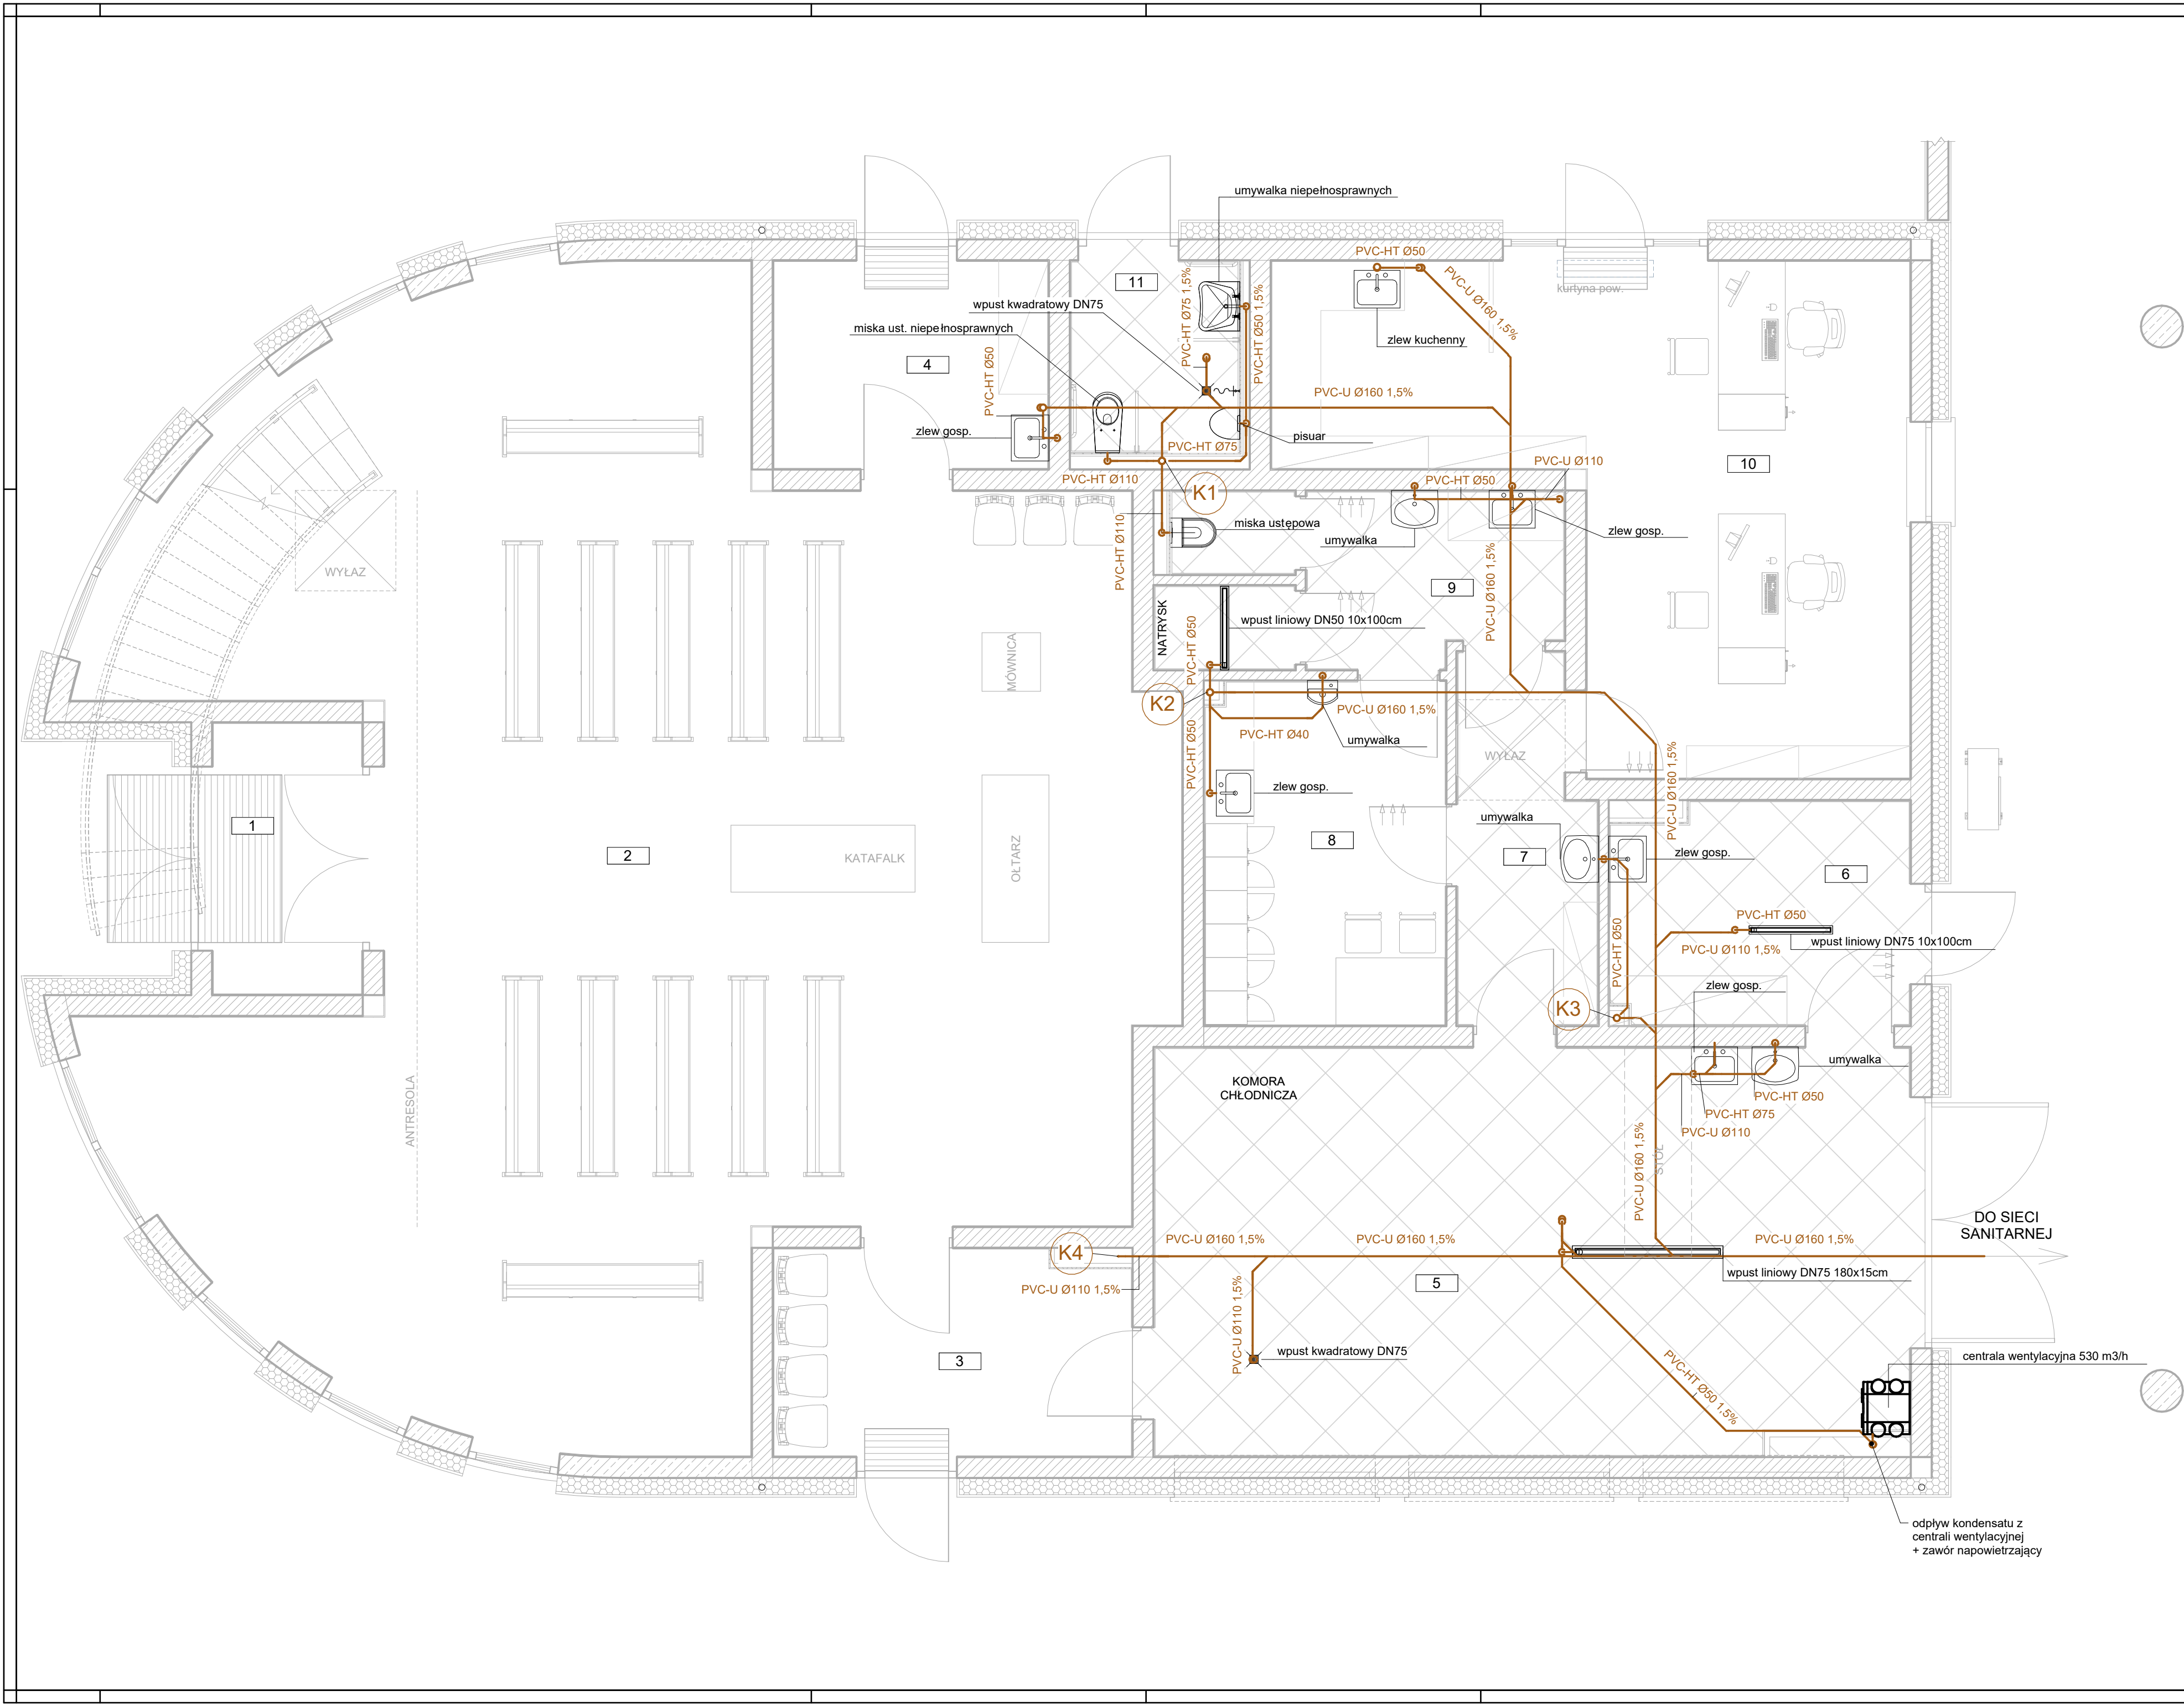 umywalka niepełnosprawnych
wpust kwadratowy DN75
miska ust. niepełnosprawnych
11
PVC-HT Ø75 1,5%
PVC-HT Ø50 1,5%
PVC-HT Ø50
PVC-U Ø160 1,5%
kurtyna pow.
zlew kuchenny
4
PVC-HT Ø50
zlew gosp.
PVC-U Ø160 1,5%
pisuar
PVC-HT Ø75
PVC-HT Ø110
K1
PVC-HT Ø50
PVC-U Ø110
10
PVC-HT Ø110
miska ustępowa
umywalka
zlew gosp.
WYŁAZ
9
PVC-U Ø160 1,5%
NATRYSK
PVC-HT Ø50
wpust liniowy DN50 10x100cm
MÓWNICA
K2
PVC-U Ø160 1,5%
PVC-HT Ø40
umywalka
PVC-HT Ø50
WYŁAZ
PVC-U Ø160 1,5%
zlew gosp.
1
2
KATAFALK
OŁTARZ
8
umywalka
7
zlew gosp.
6
PVC-HT Ø50
PVC-HT Ø50
wpust liniowy DN75 10x100cm
PVC-U Ø110 1,5%
zlew gosp.
K3
umywalka
KOMORA
CHŁODNICZA
ANTRESOLA
PVC-HT Ø50
PVC-HT Ø75
PVC-U Ø110
PVC-U Ø160 1,5%
STÓŁ
DO SIECI
SANITARNEJ
K4
PVC-U Ø160 1,5%
PVC-U Ø160 1,5%
PVC-U Ø160 1,5%
wpust liniowy DN75 180x15cm
5
PVC-U Ø110 1,5%
PVC-U Ø110 1,5%
wpust kwadratowy DN75
3
PVC-HT Ø50 1,5%
centrala wentylacyjna 530 m3/h
odpływ kondensatu z
centrali wentylacyjnej
+ zawór napowietrzający